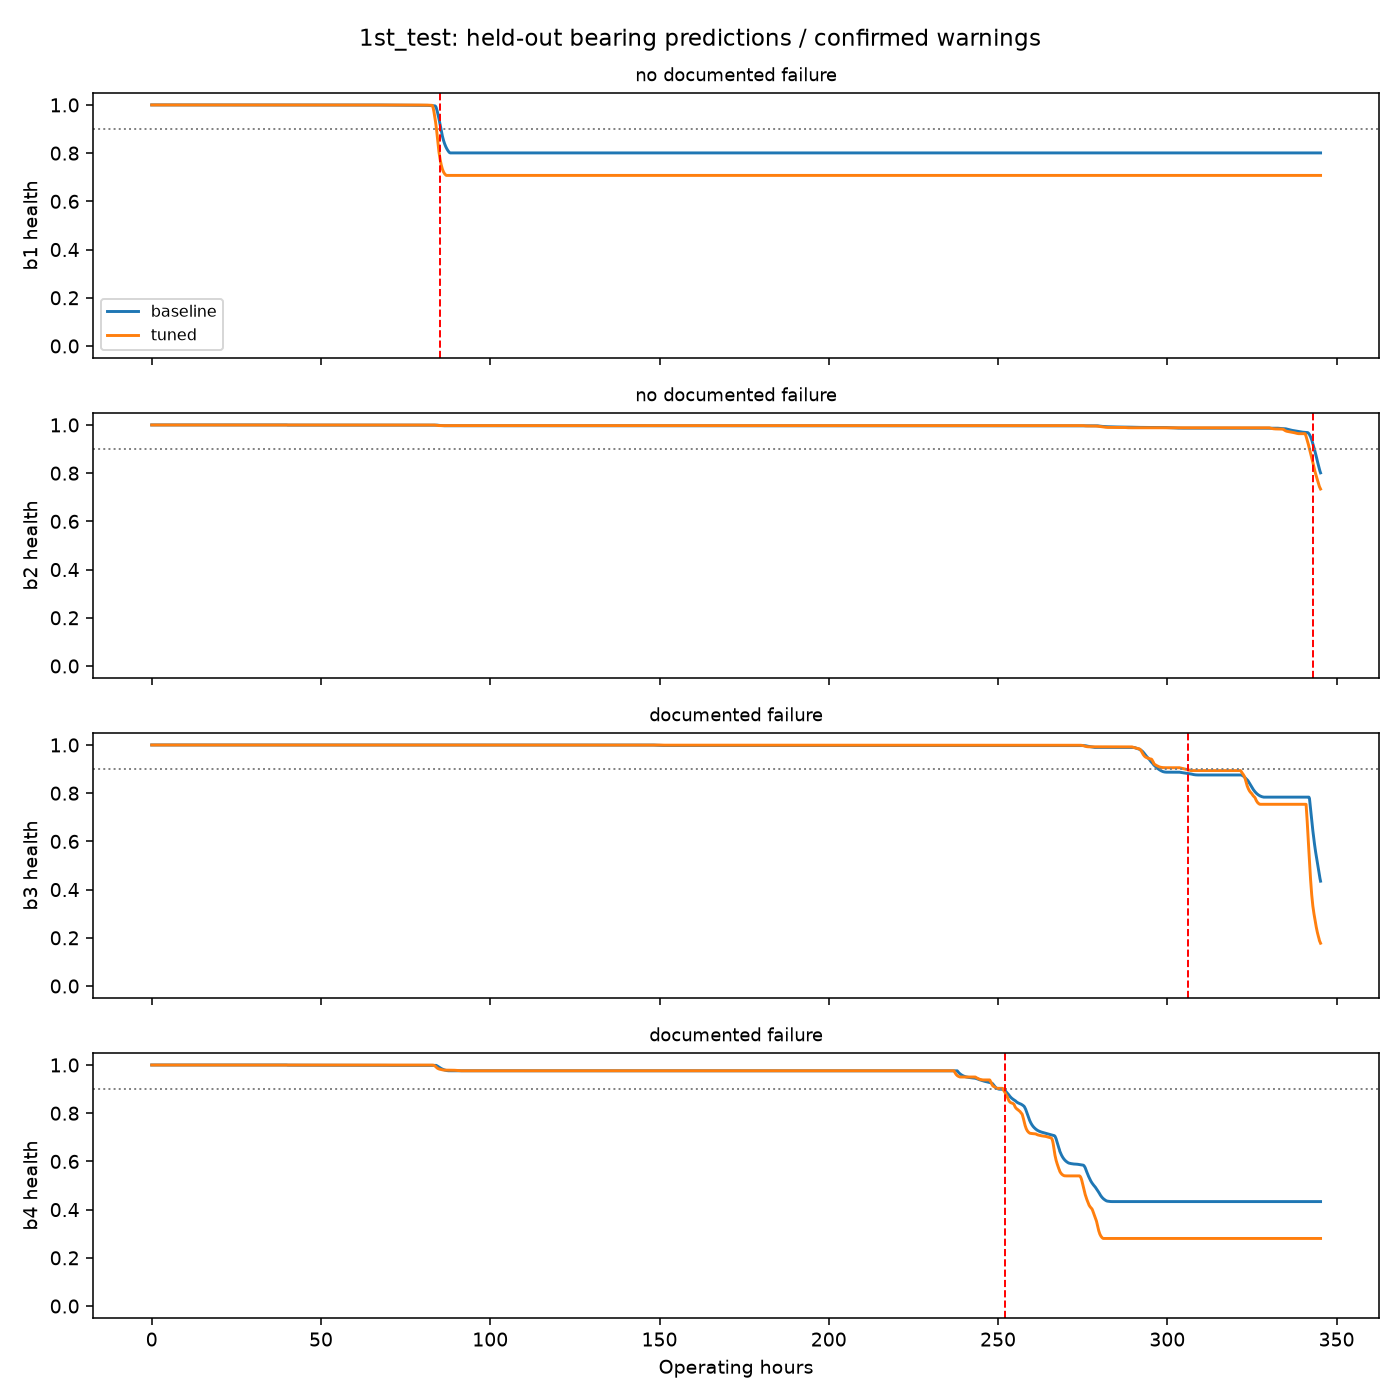 1st_test: held-out bearing predictions / confirmed warnings
no documented failure
1.0
0.8
0.6
0.4
0.2
0.0
b1 health
baseline
tuned
no documented failure
1.0
0.8
0.6
0.4
0.2
0.0
b2 health
documented failure
1.0
0.8
0.6
0.4
0.2
0.0
b3 health
documented failure
1.0
0.8
0.6
0.4
0.2
0.0
b4 health
0 50 100 150 200 250 300 350
Operating hours